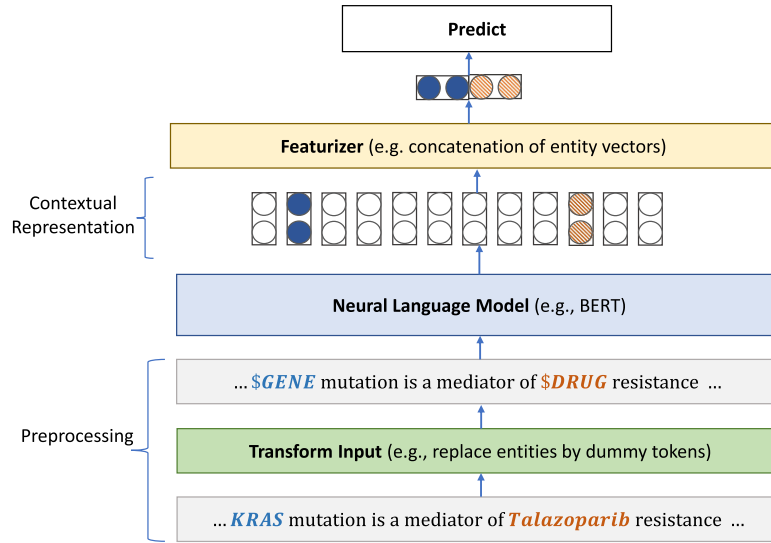 Predict
Featurizer (e.g. concatenation of entity vectors)
Contextual
Representation
Neural Language Model (e.g., BERT)
... $GENE mutation is a mediator of $DRUG resistance ...
Preprocessing
Transform Input (e.g., replace entities by dummy tokens)
... KRAS mutation is a mediator of Talazoparib resistance ...